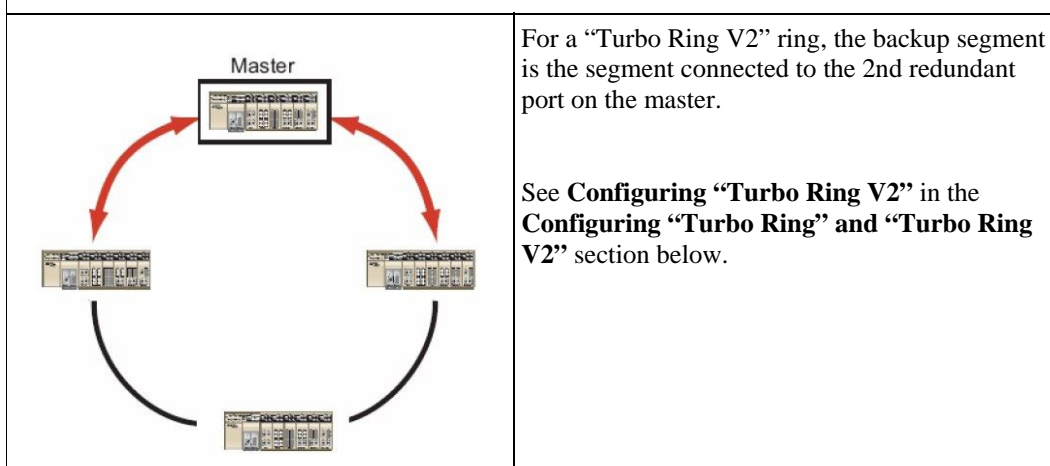 Master
For a “Turbo Ring V2” ring, the backup segment
is the segment connected to the 2nd redundant
port on the master.
See Configuring “Turbo Ring V2” in the
Configuring “Turbo Ring” and “Turbo Ring
V2” section below.